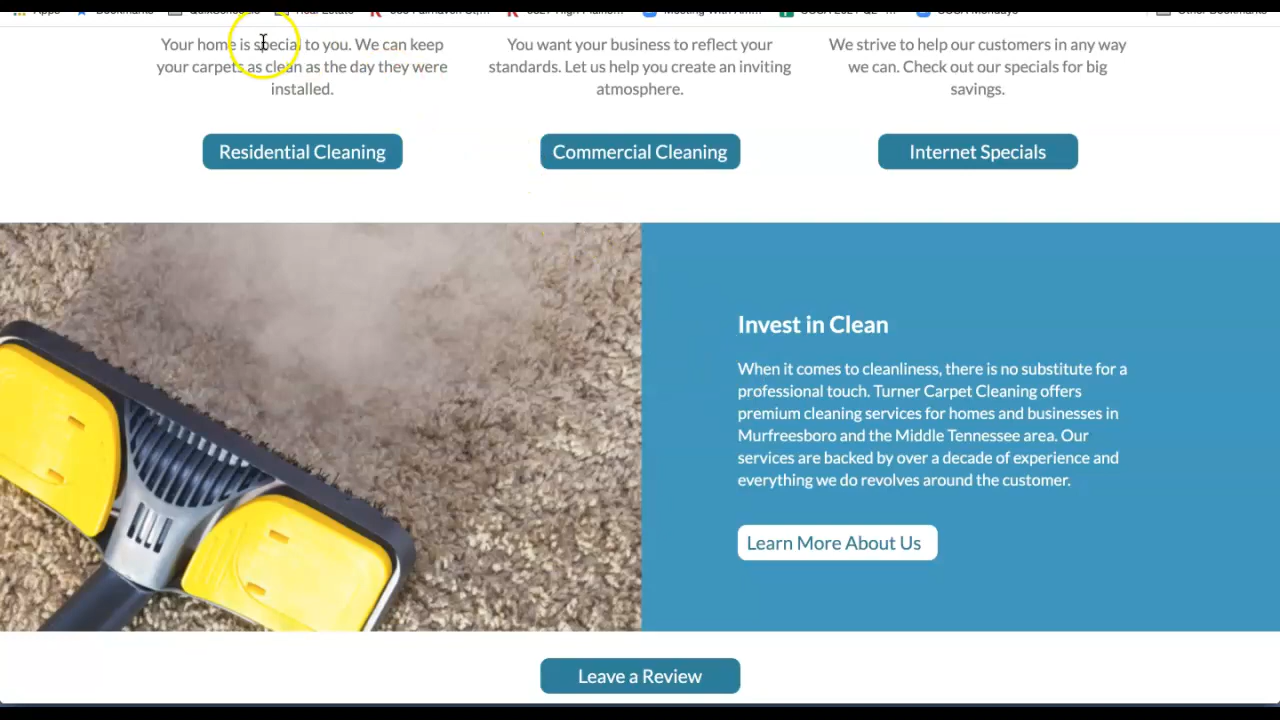 Your home is special to you. We can keep
your carpets as clean as the day they were
installed.
You want your business to reflect your
standards. Let us help you create an inviting
atmosphere.
We strive to help our customers in any way
we can. Check out our specials for big
savings.
Residential Cleaning
Commercial Cleaning
Internet Specials
Invest in Clean
When it comes to cleanliness, there is no substitute for a
professional touch. Turner Carpet Cleaning offers
premium cleaning services for homes and businesses in
Murfreesboro and the Middle Tennessee area. Our
services are backed by over a decade of experience and
everything we do revolves around the customer.
Learn More About Us
Leave a Review